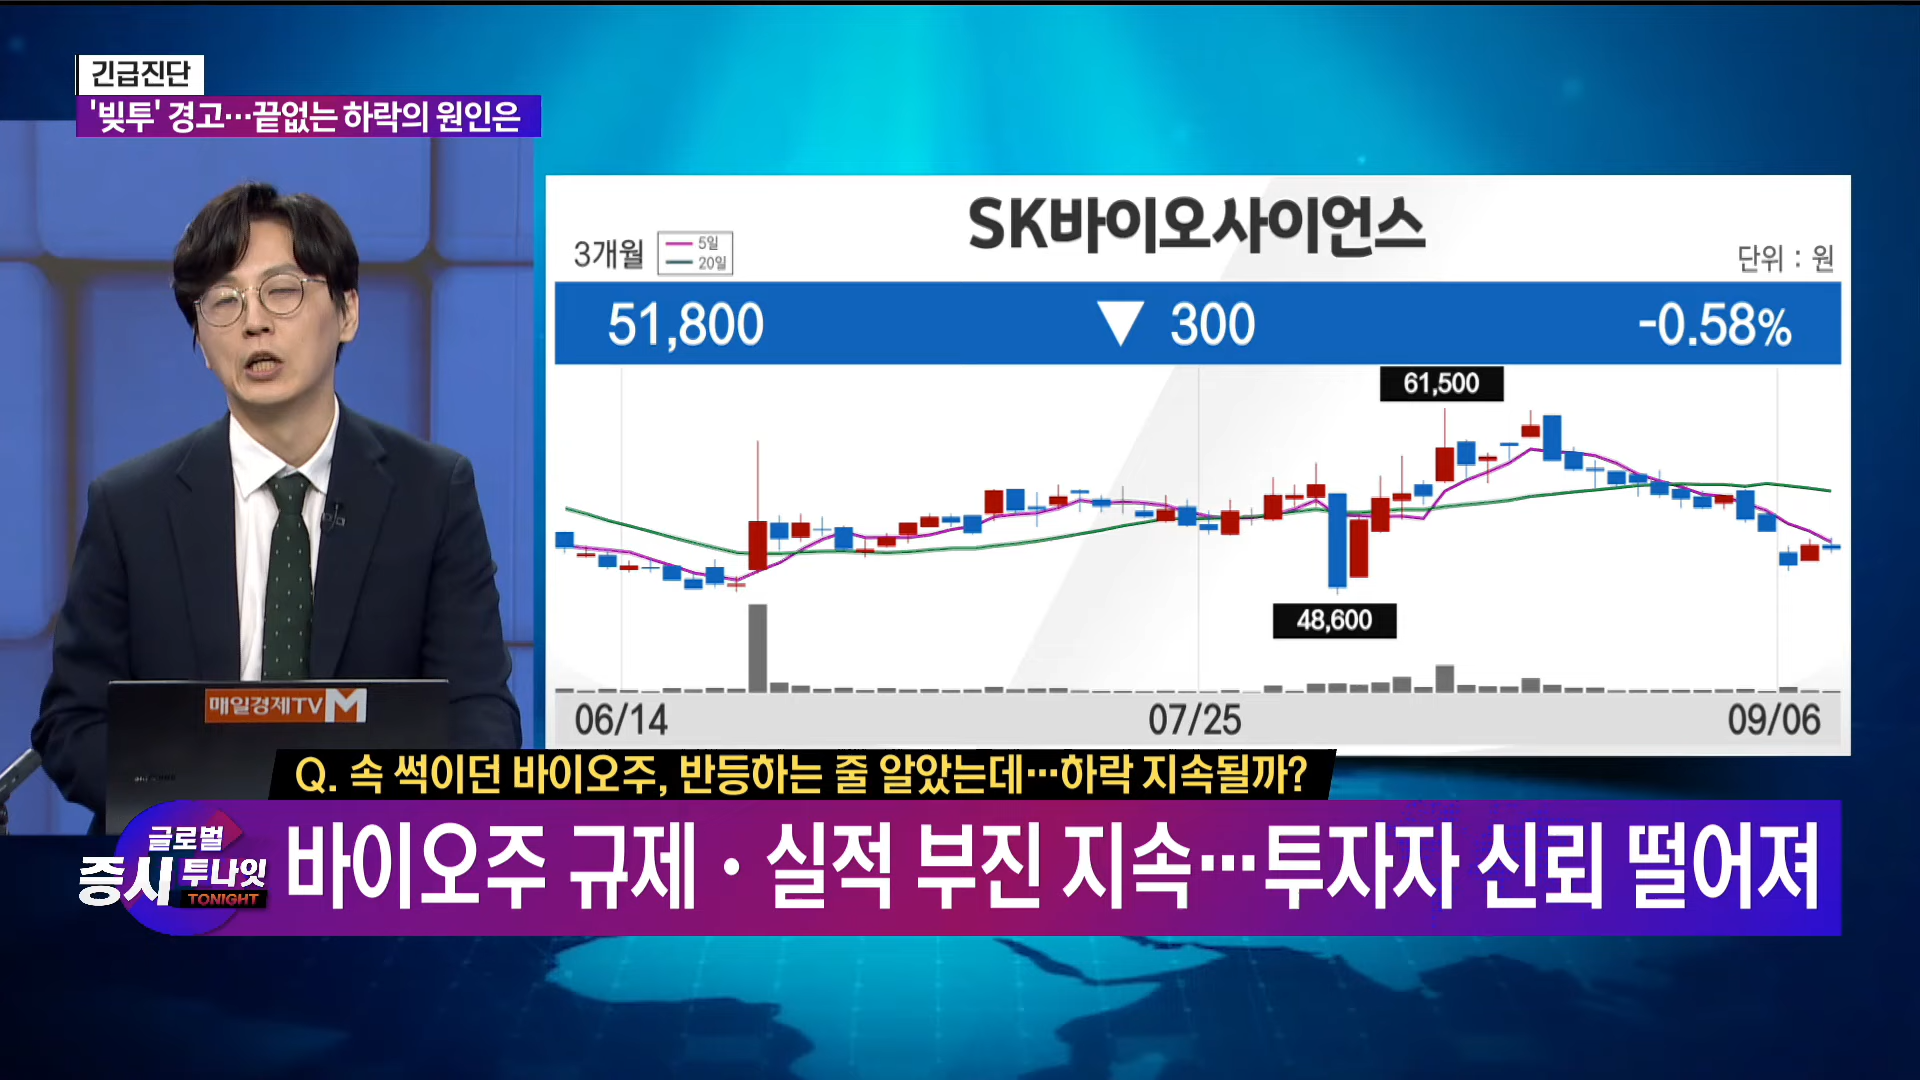 긴급진단
'빚투' 경고…끝없는 하락의 원인은
SK바이오사이언스
3개월
5일
20일
단위 : 원
51,800 ▼ 300 -0.58%
61,500
48,600
06/14 07/25 09/06
매일경제TV M
Q. 속 썩이던 바이오주, 반등하는 줄 알았는데…하락 지속될까?
글로벌
증시 투나잇
TONIGHT
바이오주 규제·실적 부진 지속…투자자 신뢰 떨어져